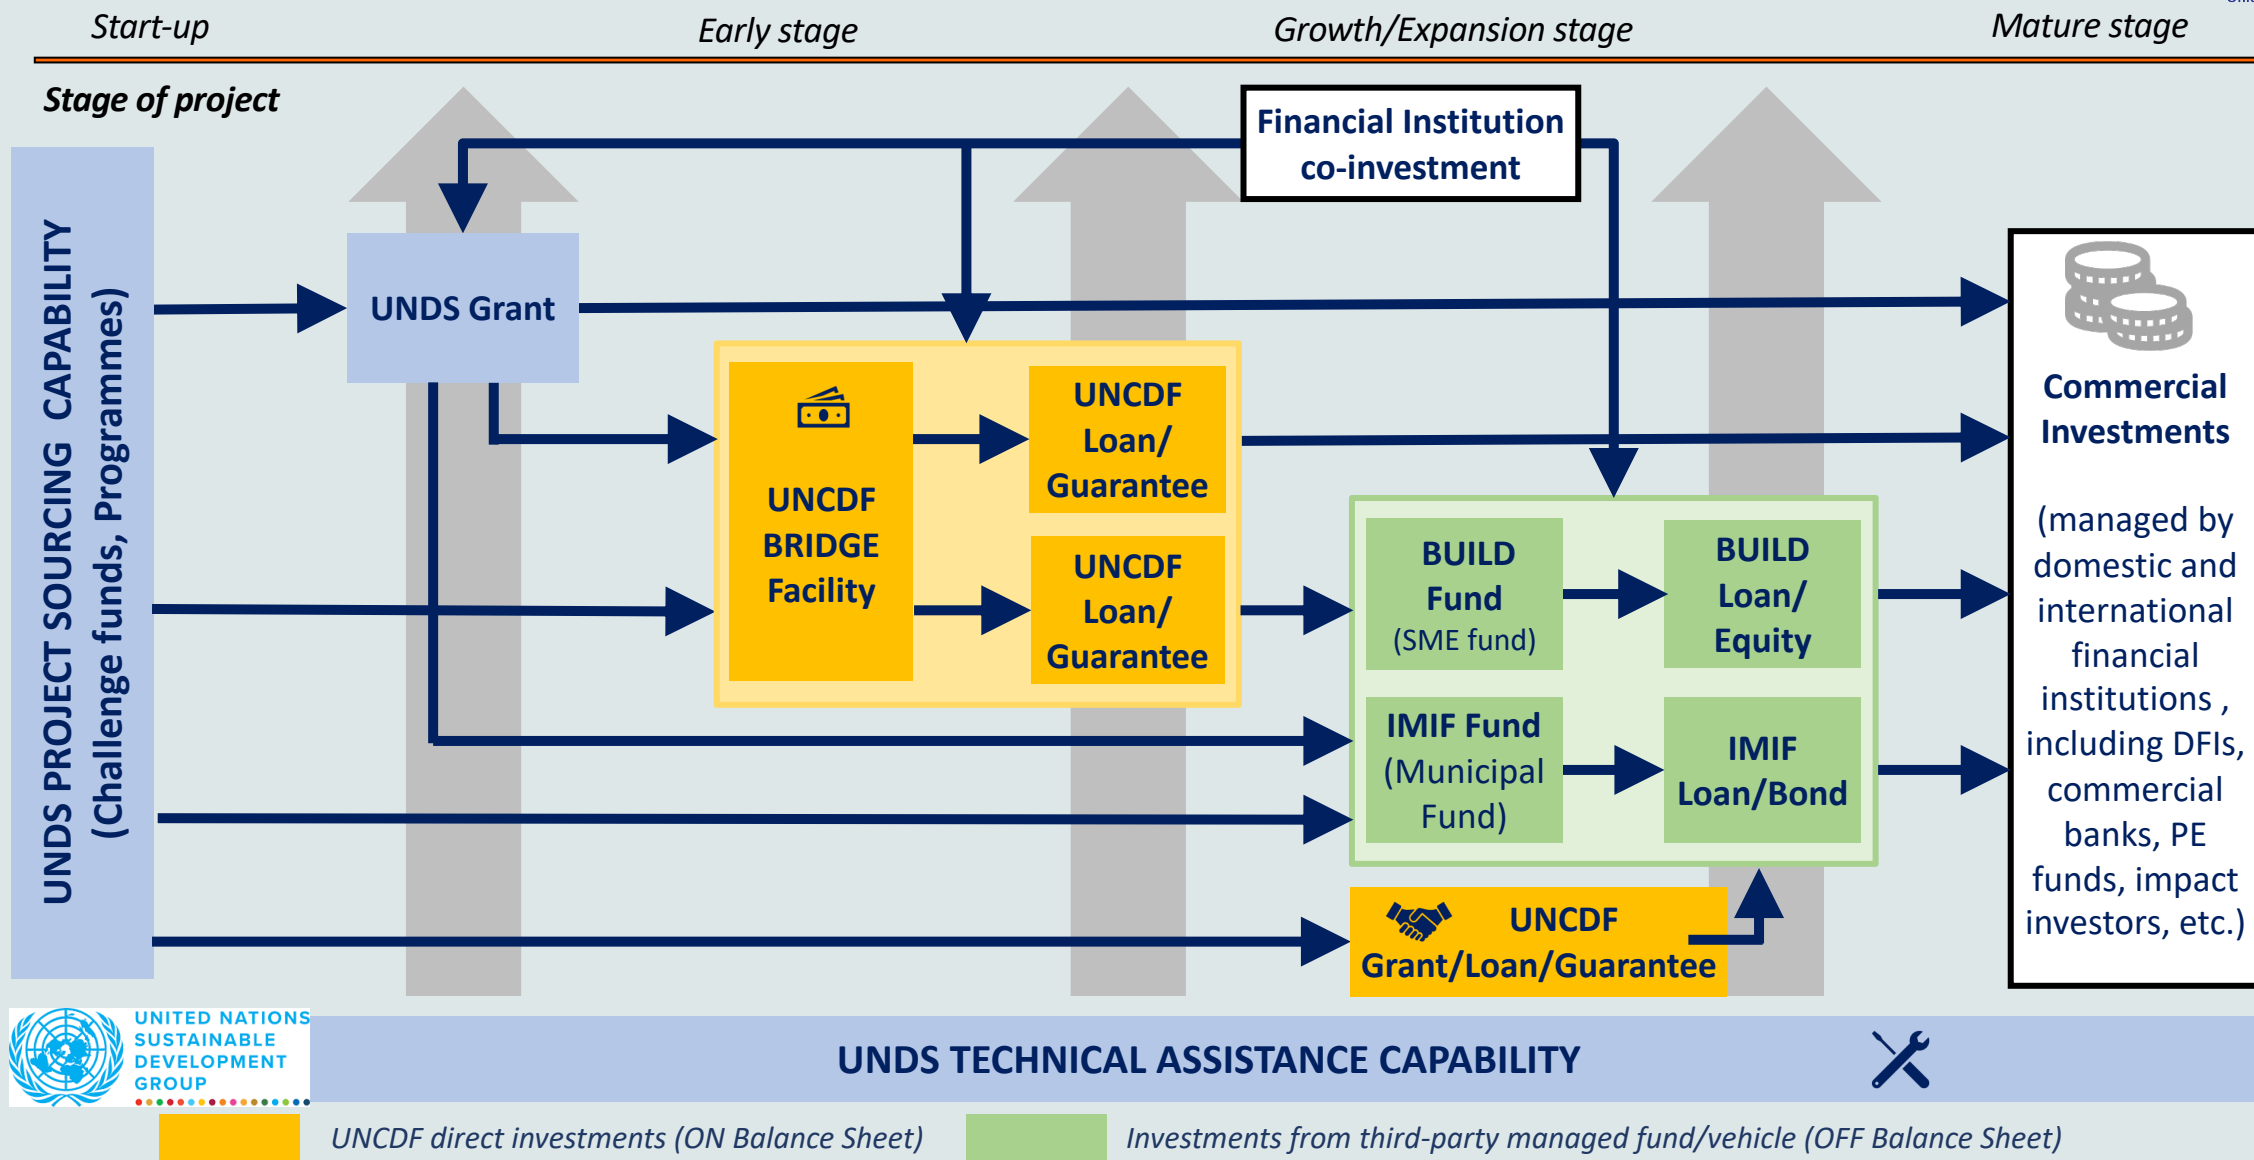 Start-up
Early stage
Growth/Expansion stage
Mature stage
Stage of project
UNDS PROJECT SOURCING CAPABILITY
(Challenge funds, Programmes)
Financial Institution
co-investment
UNDS Grant
UNCDF
BRIDGE
Facility
UNCDF
Loan/
Guarantee
UNCDF
Loan/
Guarantee
BUILD
Fund
(SME fund)
BUILD
Loan/
Equity
IMIF Fund
(Municipal
Fund)
IMIF
Loan/Bond
UNCDF
Grant/Loan/Guarantee
Commercial
Investments
(managed by
domestic and
international
financial
institutions ,
including DFIs,
commercial
banks, PE
funds, impact
investors, etc.)
UNITED NATIONS
SUSTAINABLE
DEVELOPMENT
GROUP
UNDS TECHNICAL ASSISTANCE CAPABILITY
UNCDF direct investments (ON Balance Sheet)
Investments from third-party managed fund/vehicle (OFF Balance Sheet)